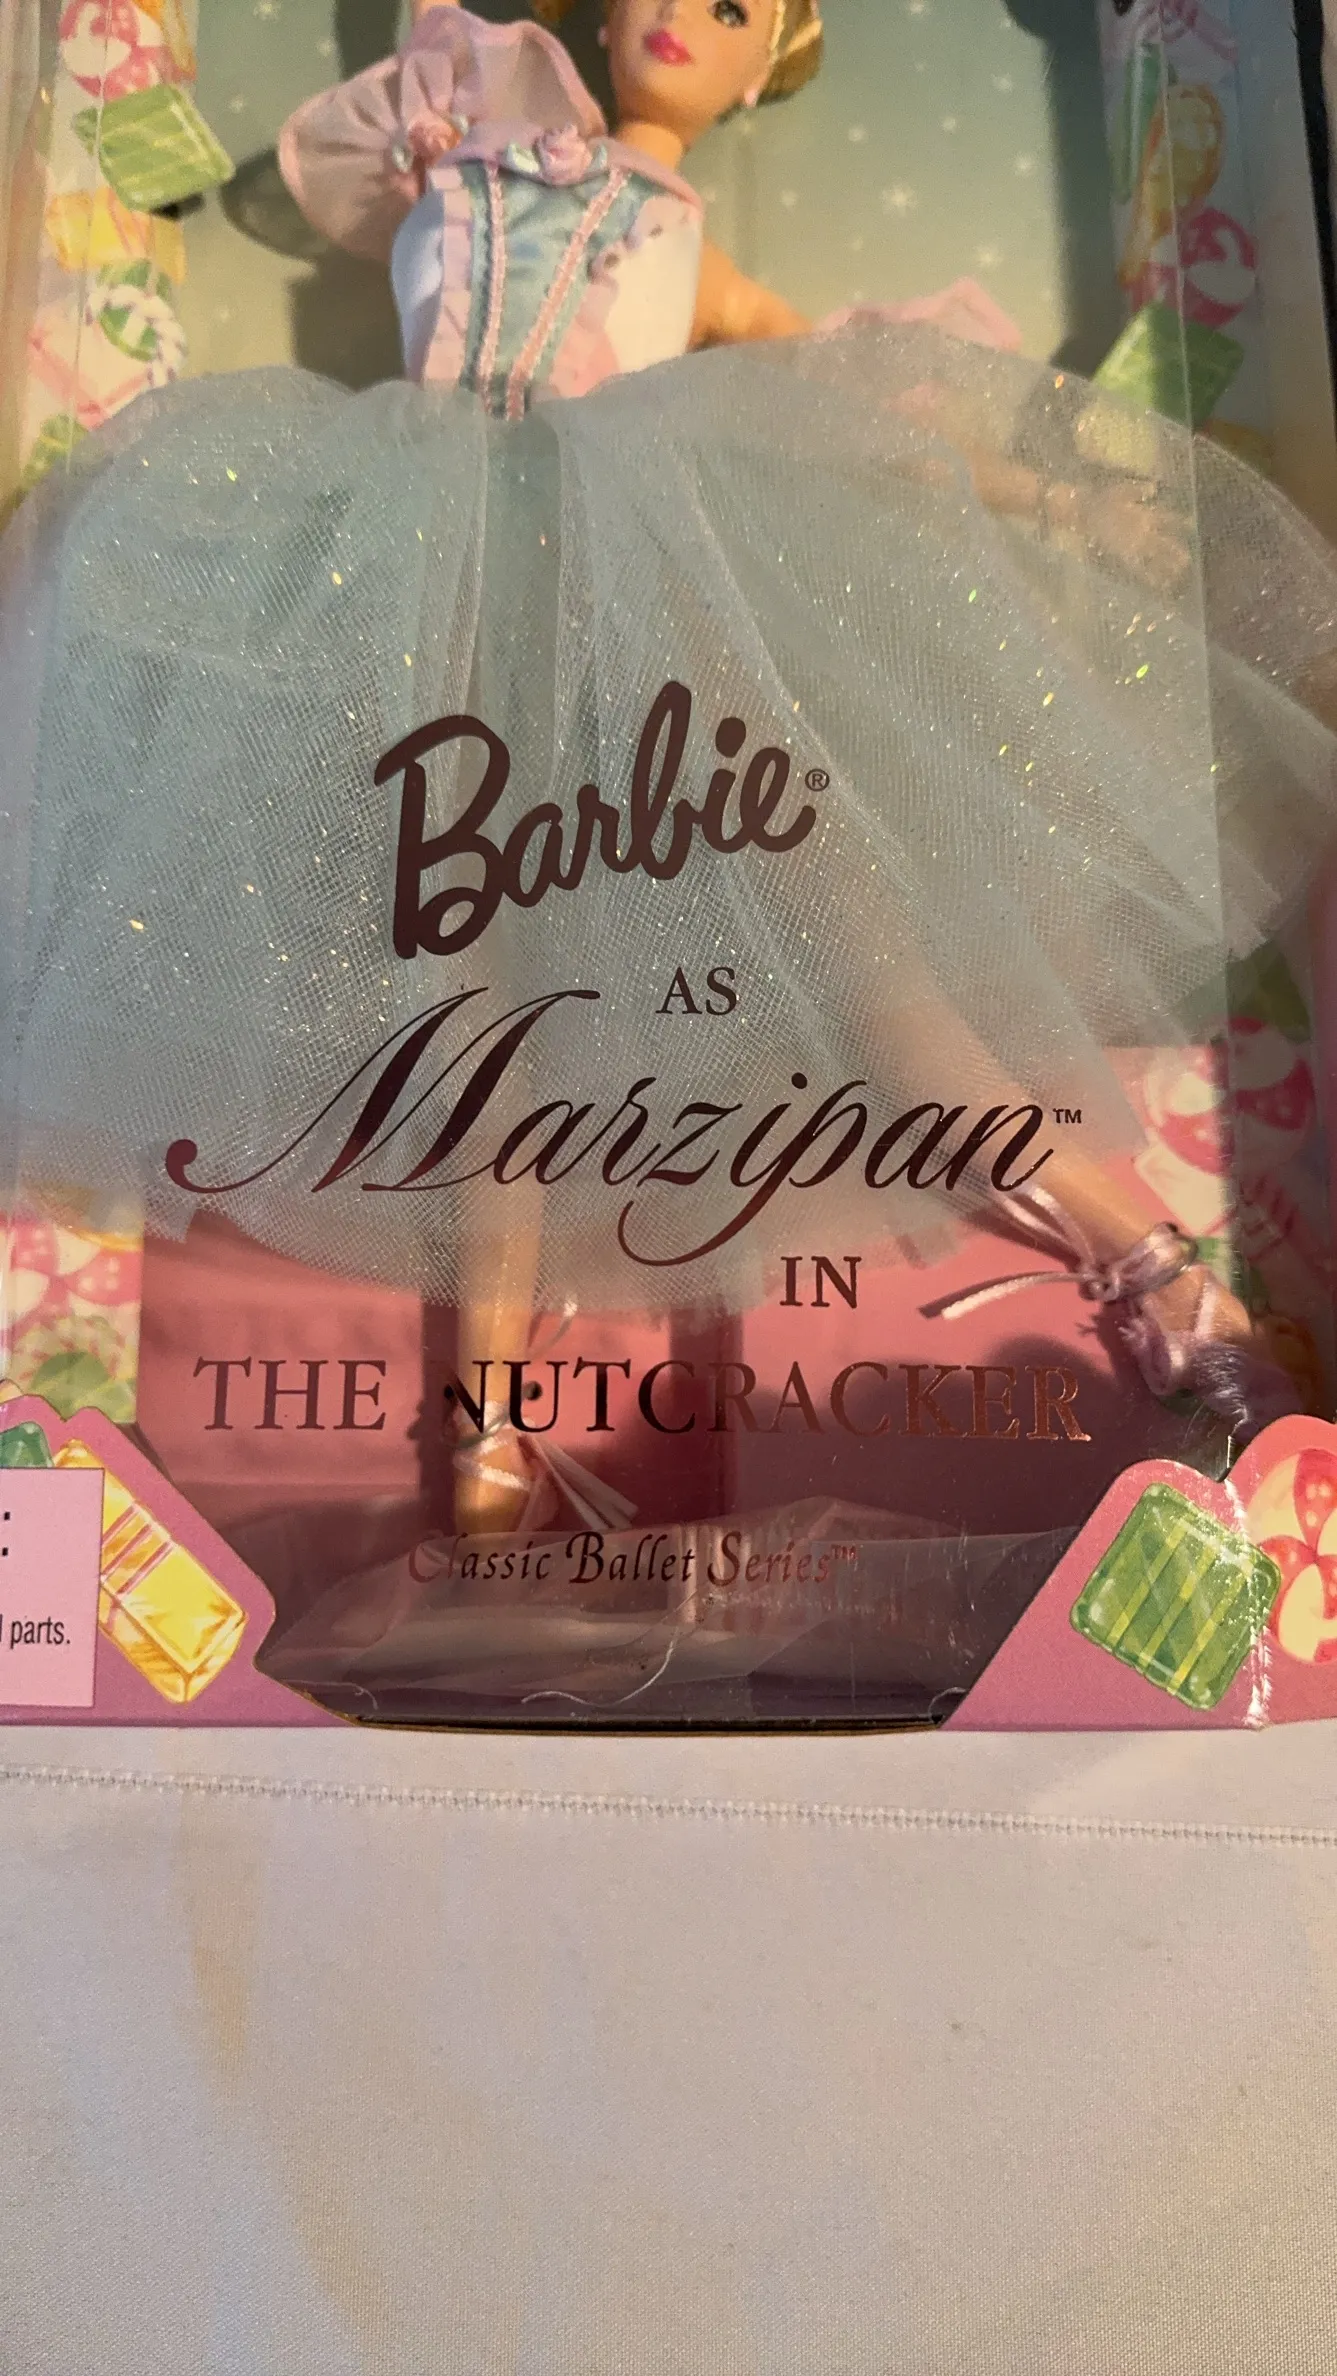 Barbie®
AS
Marzipan™
IN
THE NUTCRACKER
Classic Ballet Series™
:
parts.